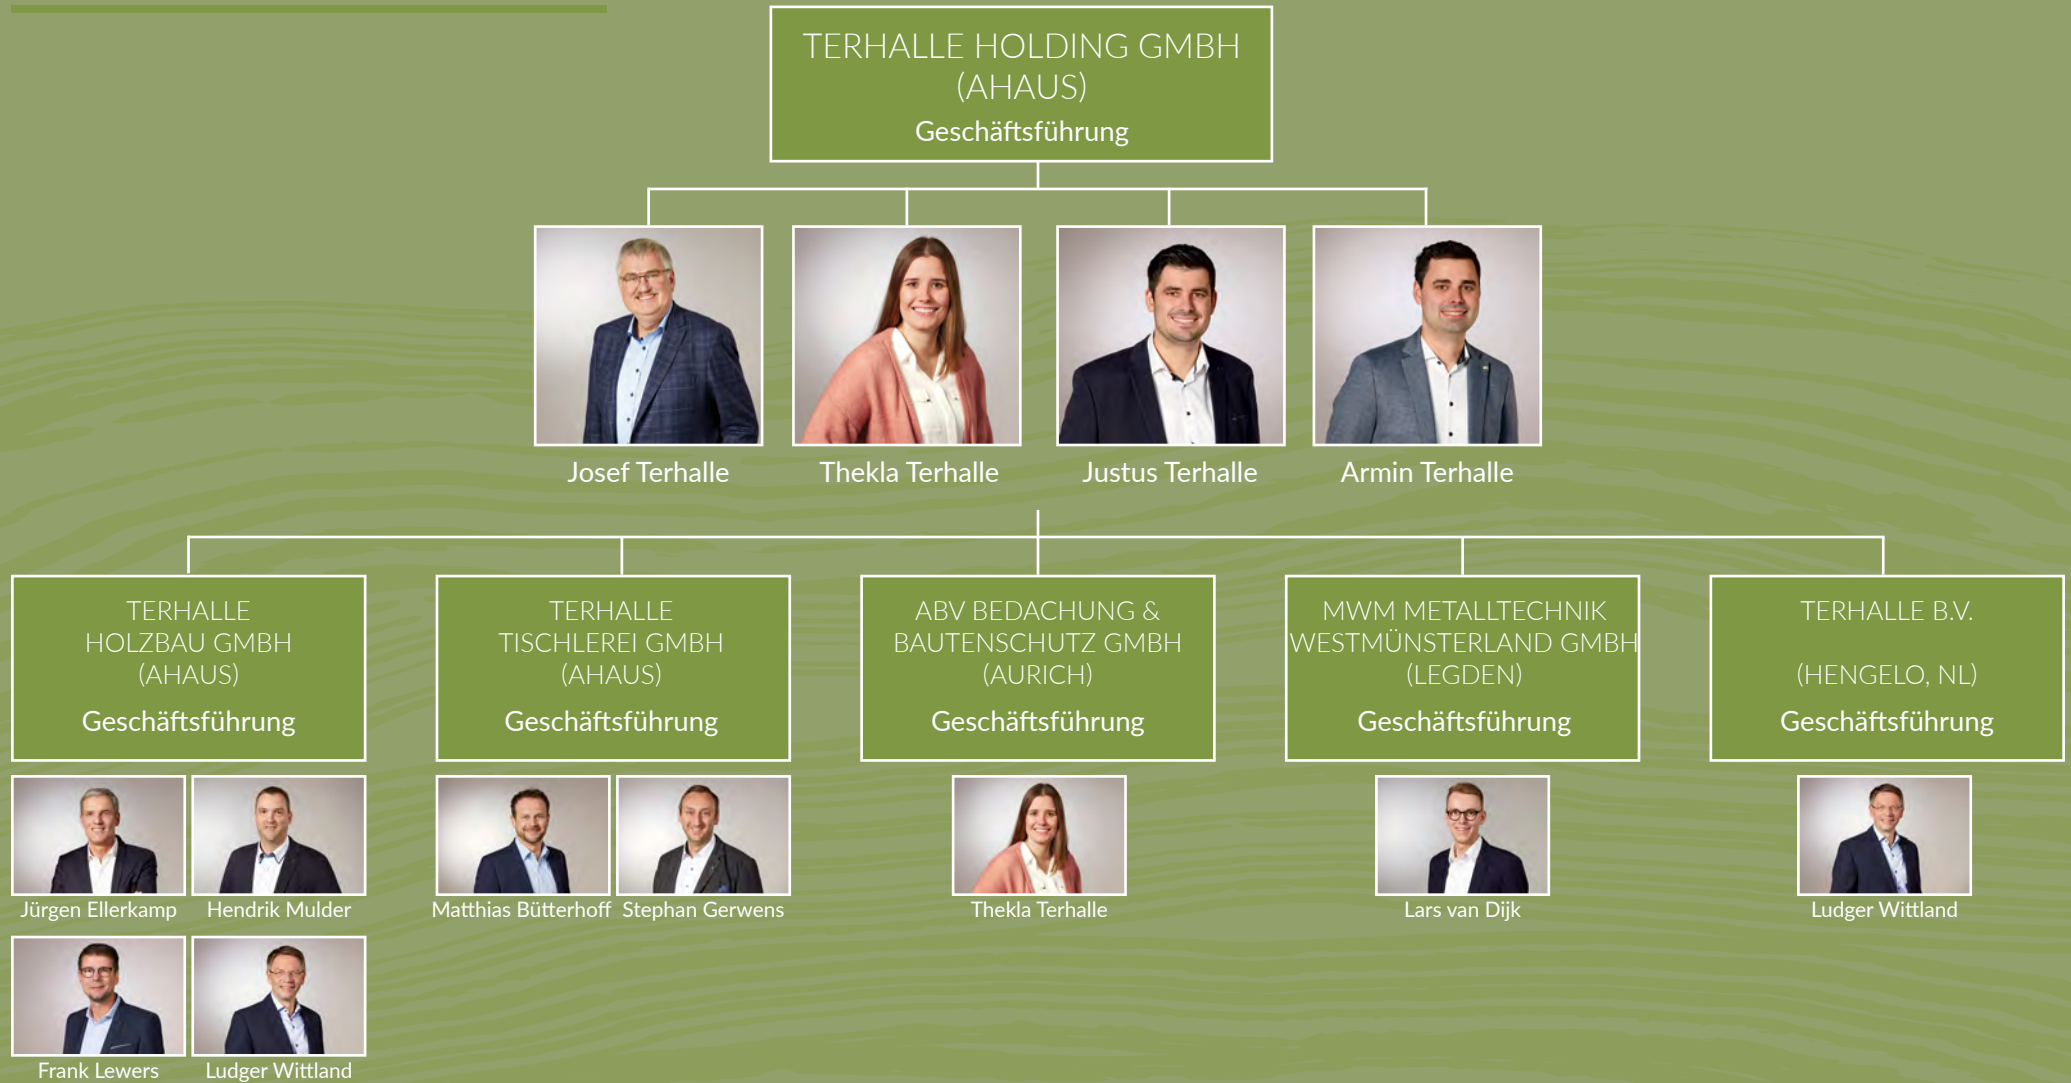 TERHALLE HOLDING GMBH
(AHAUS)
Geschäftsführung
Josef Terhalle
Thekla Terhalle
Justus Terhalle
Armin Terhalle
TERHALLE
HOLZBAU GMBH
(AHAUS)
Geschäftsführung
Jürgen Ellerkamp
Hendrik Mulder
Frank Lewers
Ludger Wittland
TERHALLE
TISCHLEREI GMBH
(AHAUS)
Geschäftsführung
Matthias Bütterhoff
Stephan Gerwens
ABV BEDACHUNG &
BAUTENSCHUTZ GMBH
(AURICH)
Geschäftsführung
Thekla Terhalle
MWM METALLTECHNIK
WESTMÜNSTERLAND GMBH
(LEGDEN)
Geschäftsführung
Lars van Dijk
TERHALLE B.V.
(HENGELO, NL)
Geschäftsführung
Ludger Wittland